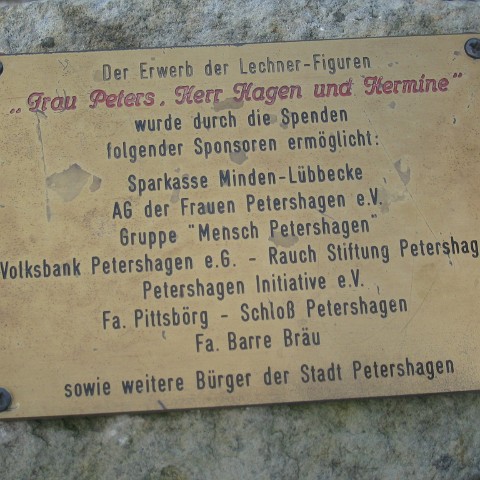 Der Erwerb der Lechner-Figuren
„Frau Peters, Herr Hagen und Hermine"
wurde durch die Spenden
folgender Sponsoren ermöglicht:
Sparkasse Minden-Lübbecke
AG der Frauen Petershagen e.V.
Gruppe "Mensch Petershagen"
Volksbank Petershagen e.G. - Rauch Stiftung Petershag
Petershagen Initiative e.V.
Fa. Pittsbörg - Schloß Petershagen
Fa. Barre Bräu
sowie weitere Bürger der Stadt Petershagen